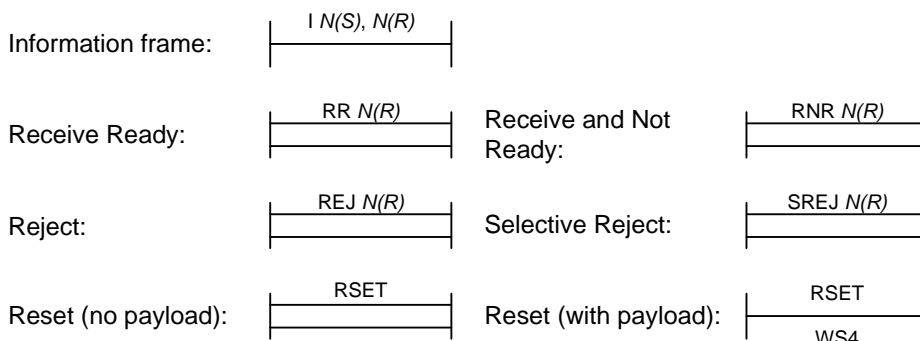 Information frame:
I N(S), N(R)
Receive Ready:
RR N(R)
Receive and Not
Ready:
RNR N(R)
Reject:
REJ N(R)
Selective Reject:
SREJ N(R)
Reset (no payload):
RSET
Reset (with payload):
RSET
WS4